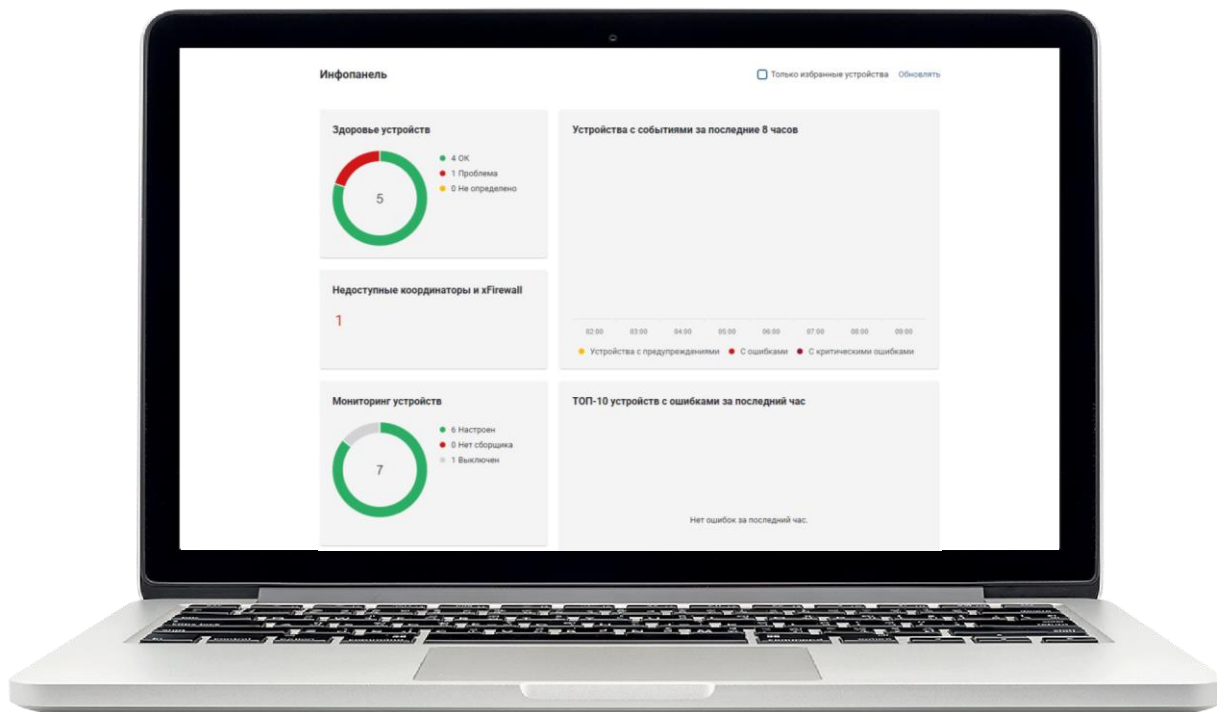 Инфопанель
Только избранные устройства Обновлять
Здоровье устройств
5
4 ОК
1 Проблема
0 Не определено
Устройства с событиями за последние 8 часов
02:00 03:00 04:00 05:00 06:00 07:00 08:00 09:00
Устройства с предупреждениями С ошибками С критическими ошибками
Недоступные координаторы и xFirewall
1
Мониторинг устройств
7
6 Настроен
0 Нет сборщика
1 Выключен
ТОП-10 устройств с ошибками за последний час
Нет ошибок за последний час.